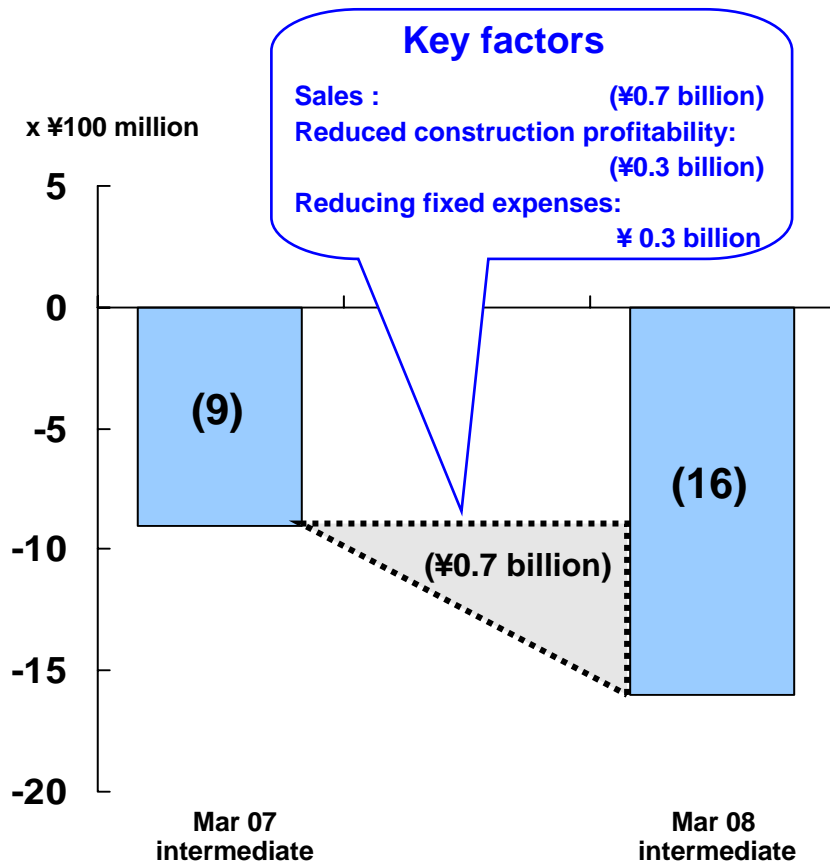 Key factors
Sales : (¥0.7 billion)
Reduced construction profitability:
(¥0.3 billion)
Reducing fixed expenses:
¥ 0.3 billion
x ¥100 million
5
0
-5
-10
-15
-20
(9)
(16)
(¥0.7 billion)
Mar 07
intermediate
Mar 08
intermediate